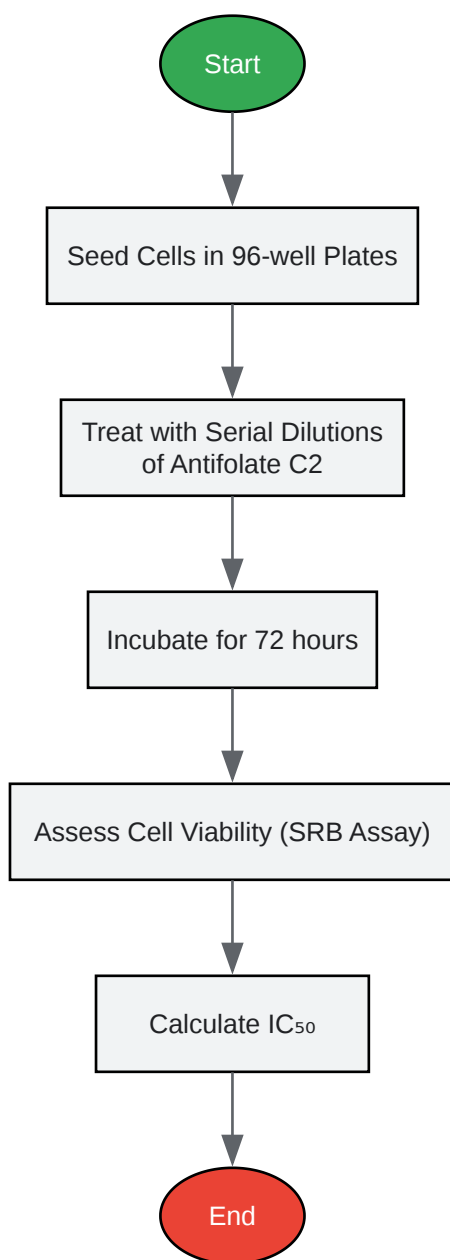 Start
Seed Cells in 96-well Plates
Treat with Serial Dilutions
of Antifolate C2
Incubate for 72 hours
Assess Cell Viability (SRB Assay)
Calculate IC₅₀
End